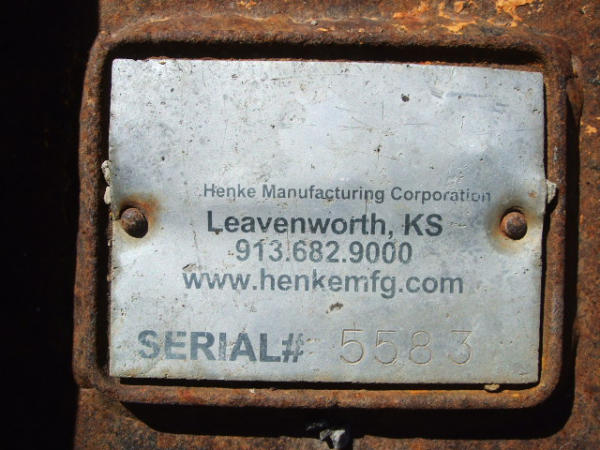 Henke Manufacturing Corporation
Leavenworth, KS
913.682.9000
www.henkemfg.com
SERIAL# 5583